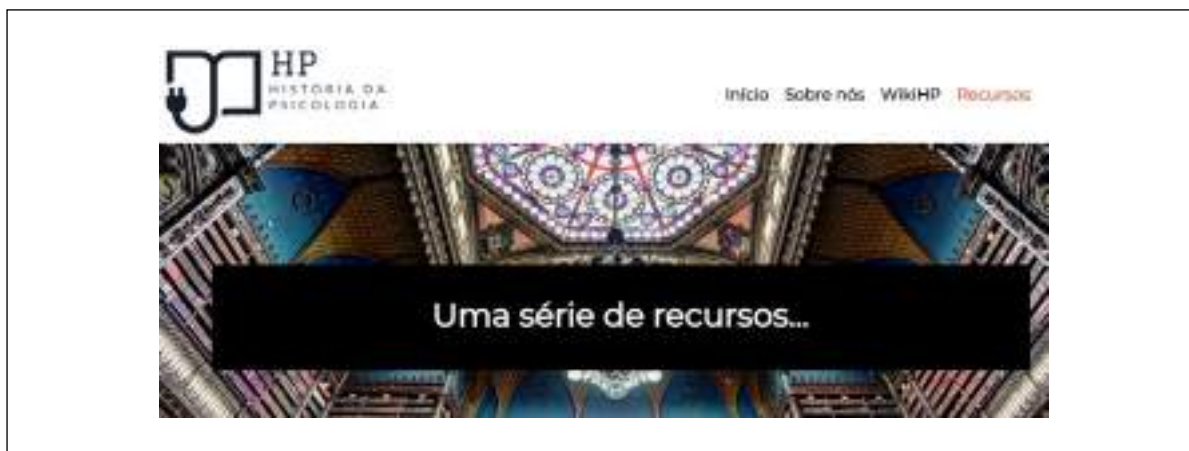 HP
HISTÓRIA DA
PSICOLOGIA
Início Sobre nós WikiHP Recursos
Uma série de recursos...